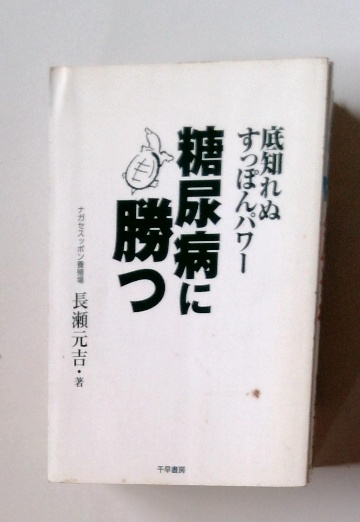 底知れぬ
すっぽんパワー
糖尿病に
勝つ
ナガセスッポン養殖場
長瀬元吉・著
千早書房